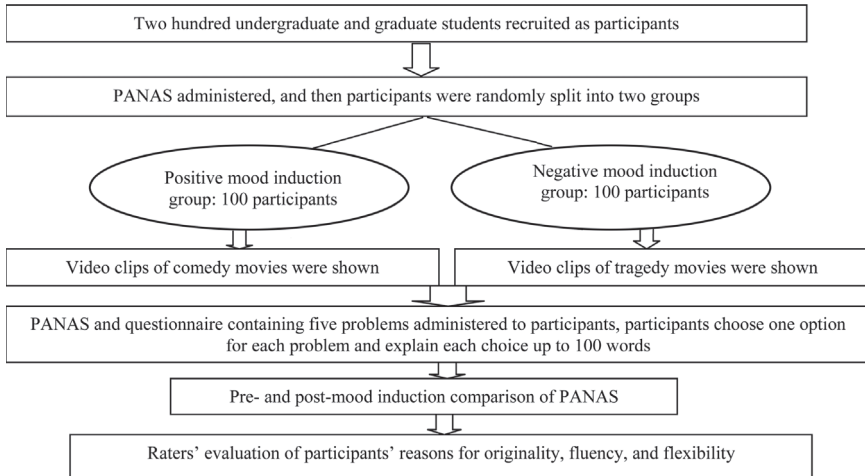 Two hundred undergraduate and graduate students recruited as participants
PANAS administered, and then participants were randomly split into two groups
Positive mood induction
group: 100 participants
Negative mood induction
group: 100 participants
Video clips of comedy movies were shown
Video clips of tragedy movies were shown
PANAS and questionnaire containing five problems administered to participants, participants choose one option
for each problem and explain each choice up to 100 words
Pre- and post-mood induction comparison of PANAS
Raters’ evaluation of participants’ reasons for originality, fluency, and flexibility